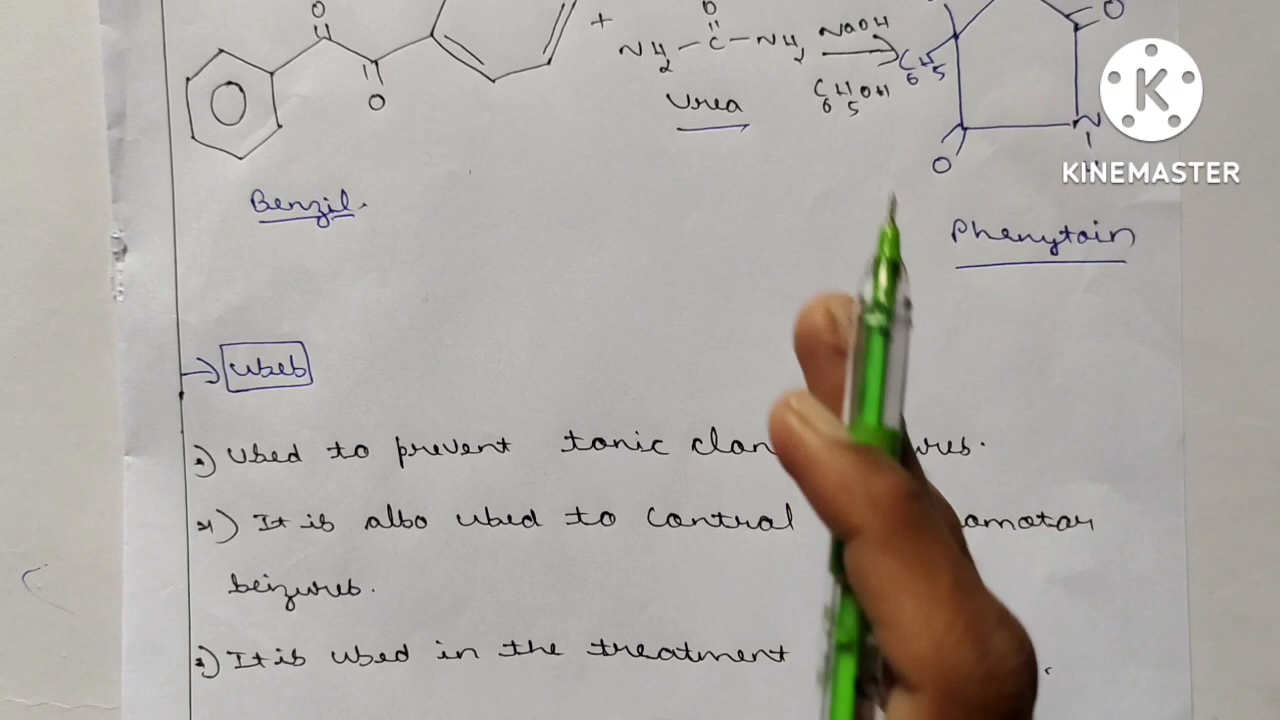 O O + NH2 - C - NH2 NaOH C6H5 O
O Urea C6H5OH N
O
K
KINEMASTER
Benzil.
Phenytoin
Uses
1) Used to prevent tonic
2) It is also used to control
seizures.
3) It is used in the treatment